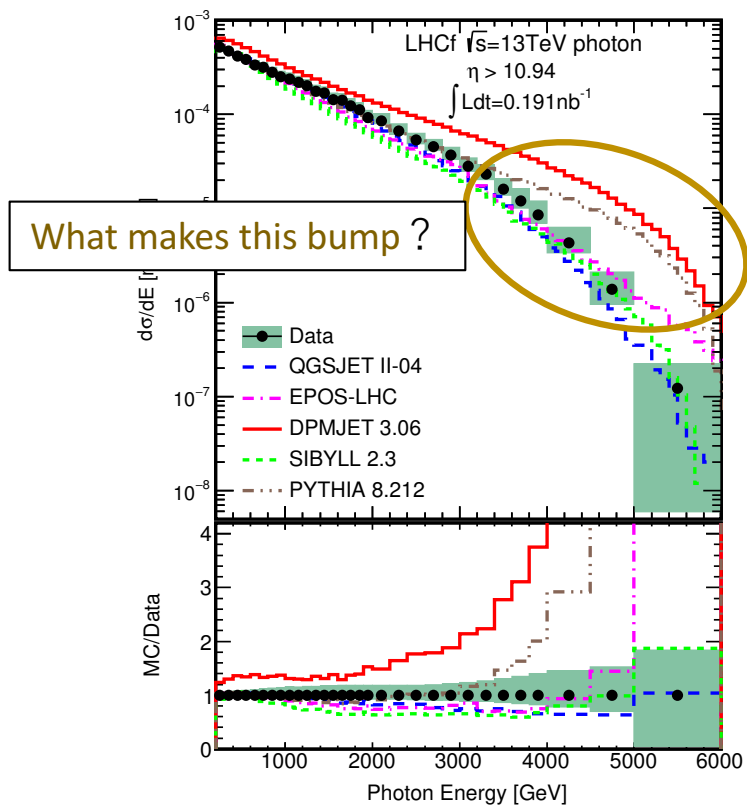 10⁻³
LHCf √s=13TeV photon
η > 10.94
∫Ldt=0.191nb⁻¹
10⁻⁴
What makes this bump ?
dσ/dE [
10⁻⁶
10⁻⁷
10⁻⁸
Data
QGSJET II-04
EPOS-LHC
DPMJET 3.06
SIBYLL 2.3
PYTHIA 8.212
MC/Data
4
3
2
1
0
1000 2000 3000 4000 5000 6000
Photon Energy [GeV]